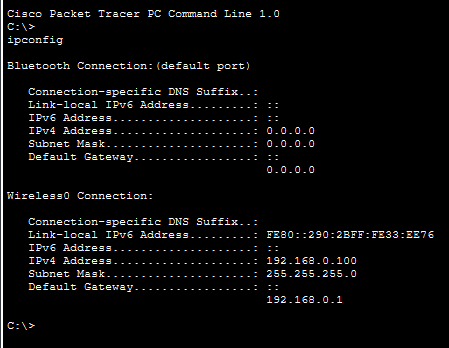 Cisco Packet Tracer PC Command Line 1.0
C:\>
ipconfig
Bluetooth Connection:(default port)
Connection-specific DNS Suffix..:
Link-local IPv6 Address.........: ::
IPv6 Address....................: ::
IPv4 Address....................: 0.0.0.0
Subnet Mask.....................: 0.0.0.0
Default Gateway.................: ::
0.0.0.0
Wireless0 Connection:
Connection-specific DNS Suffix..:
Link-local IPv6 Address.........: FE80::290:2BFF:FE33:EE76
IPv6 Address....................: ::
IPv4 Address....................: 192.168.0.100
Subnet Mask.....................: 255.255.255.0
Default Gateway.................: ::
192.168.0.1
C:\>